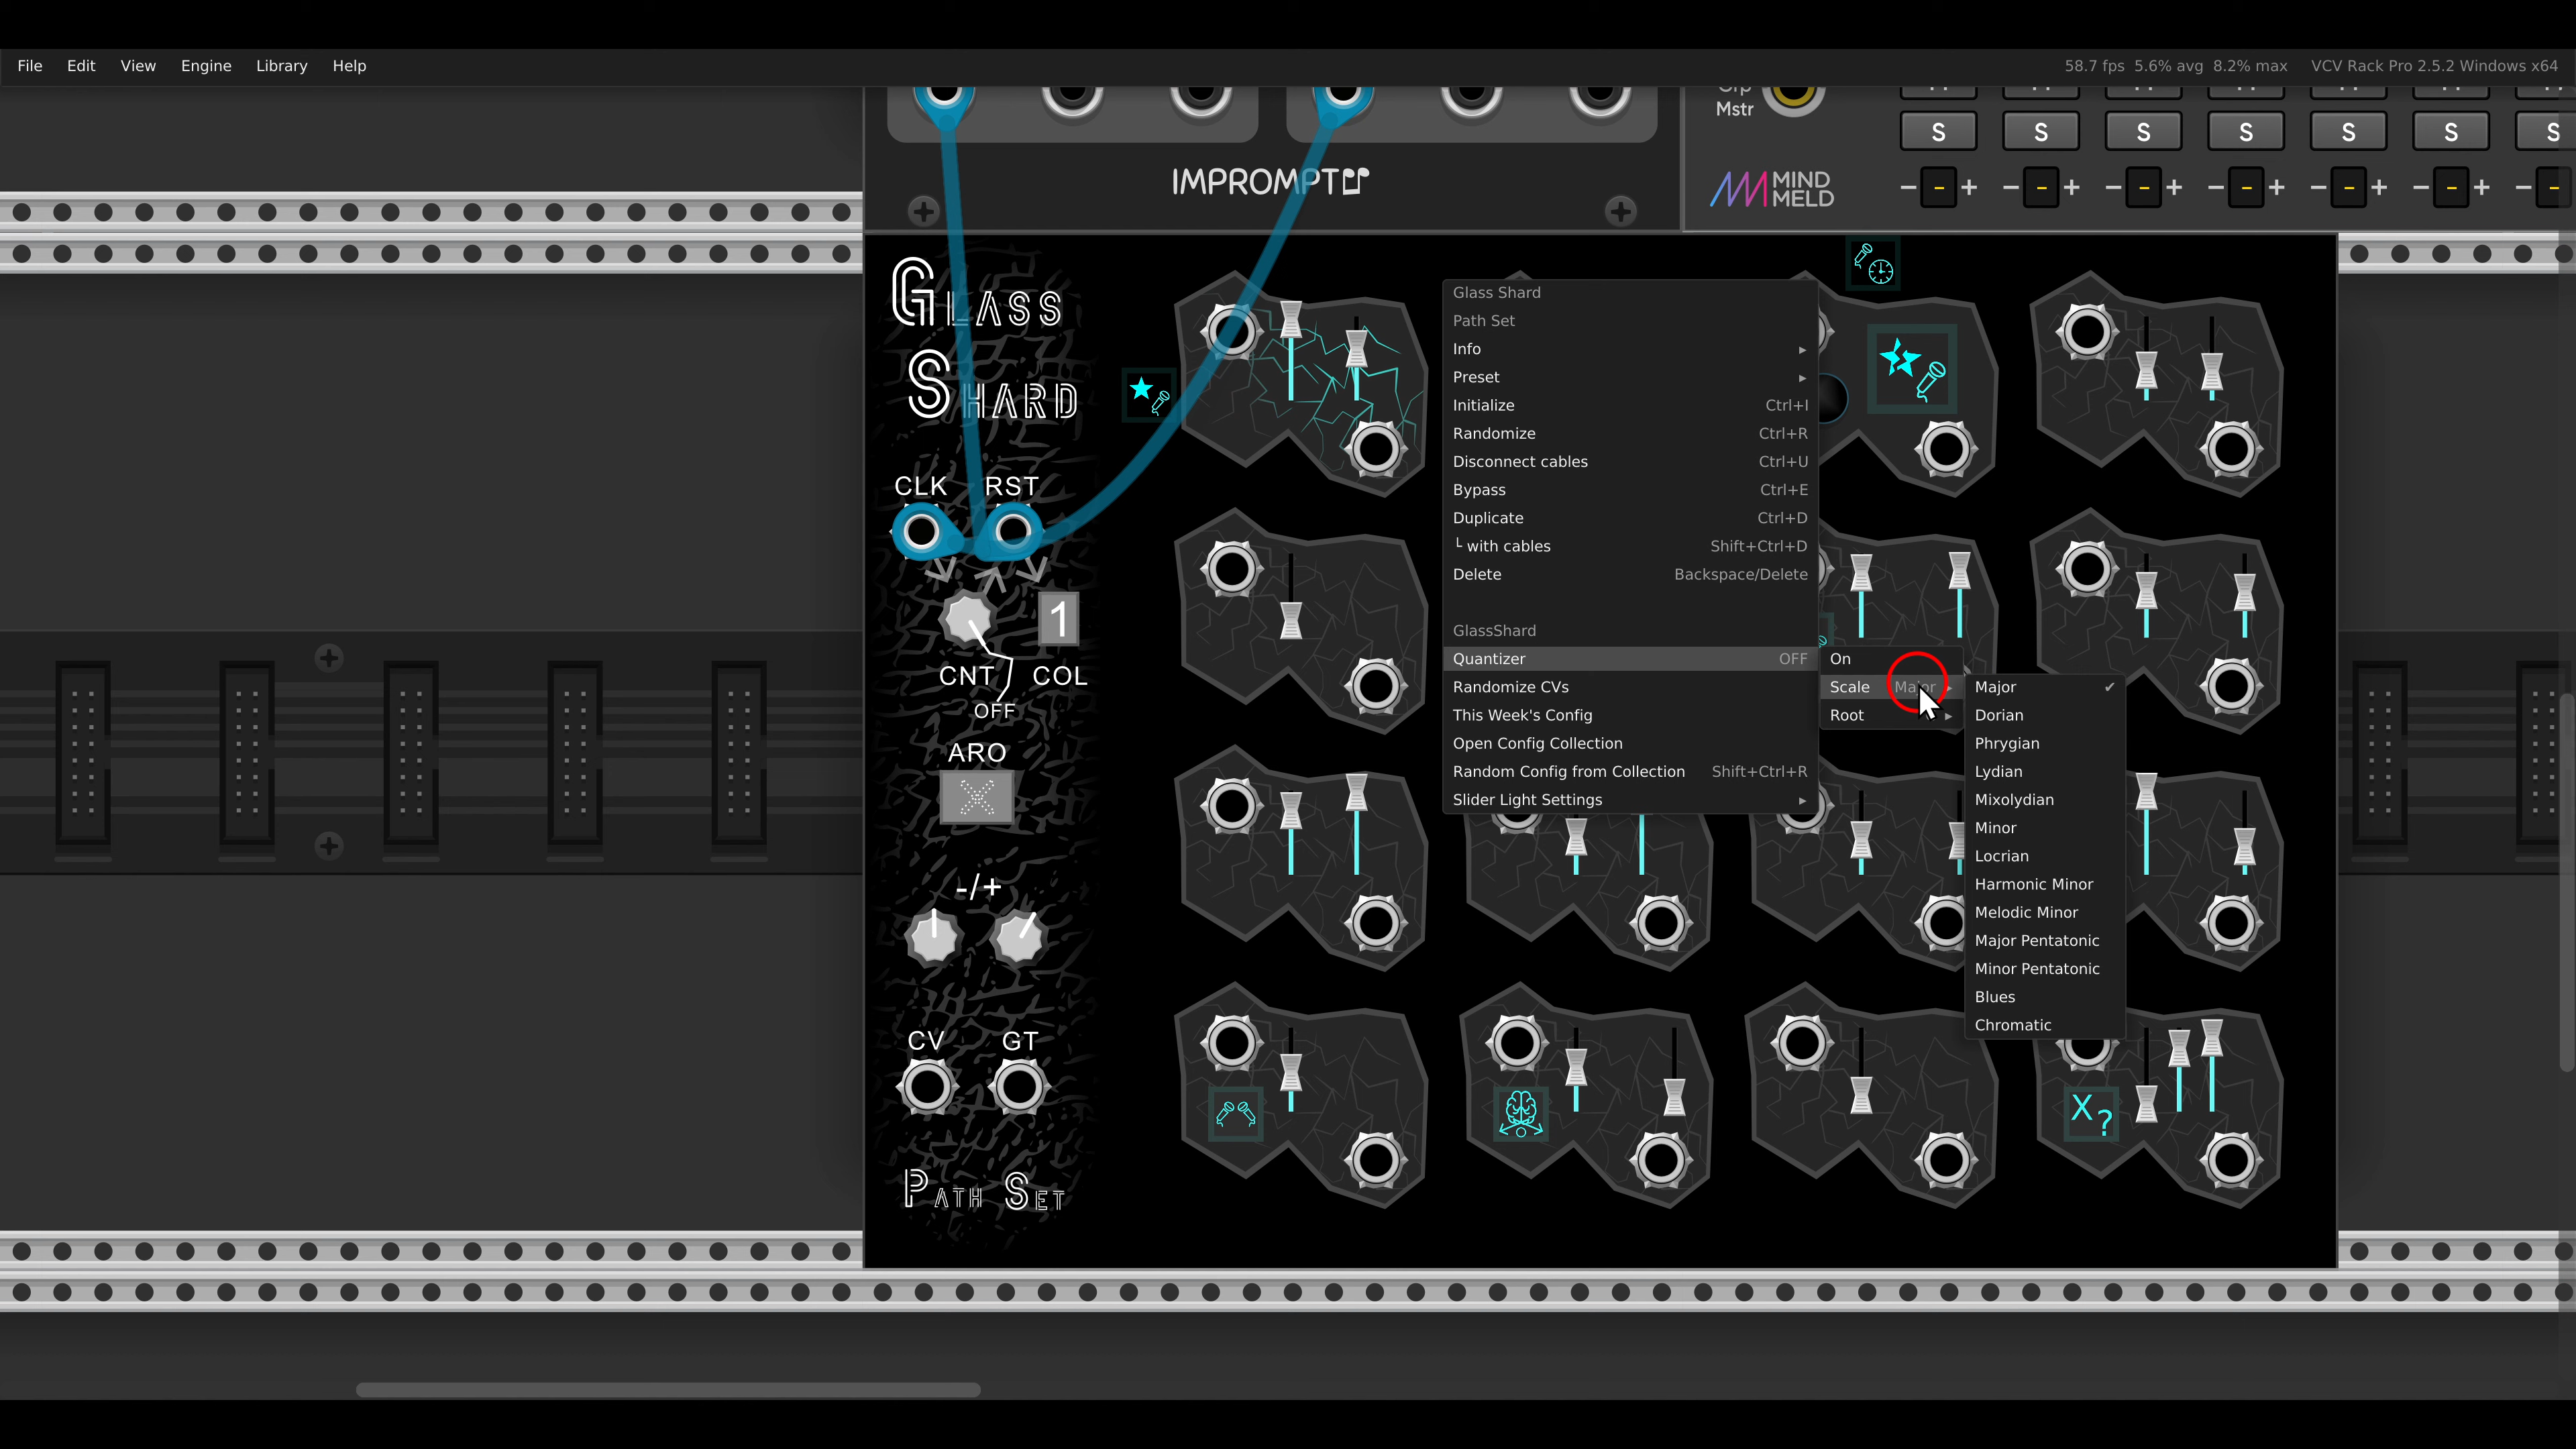 File Edit View Engine Library Help
58.7 fps 5.6% avg 8.2% max VCV Rack Pro 2.5.2 Windows x64
Mstr
S S S S S S S
IMPROMPT
MIND
MELD
− - + − - + − - + − - + − - + − - + − -
GLASS
SHARD
CLK RST
1
CNT COL
OFF
ARO
-/+
CV GT
PATH SET
Glass Shard
Path Set
Info ▸
Preset ▸
Initialize Ctrl+I
Randomize Ctrl+R
Disconnect cables Ctrl+U
Bypass Ctrl+E
Duplicate Ctrl+D
└ with cables Shift+Ctrl+D
Delete Backspace/Delete
GlassShard
Quantizer OFF
Randomize CVs
This Week's Config
Open Config Collection
Random Config from Collection Shift+Ctrl+R
Slider Light Settings ▸
On
Scale Major ▸
Root ▸
Major ✔
Dorian
Phrygian
Lydian
Mixolydian
Minor
Locrian
Harmonic Minor
Melodic Minor
Major Pentatonic
Minor Pentatonic
Blues
Chromatic
X?